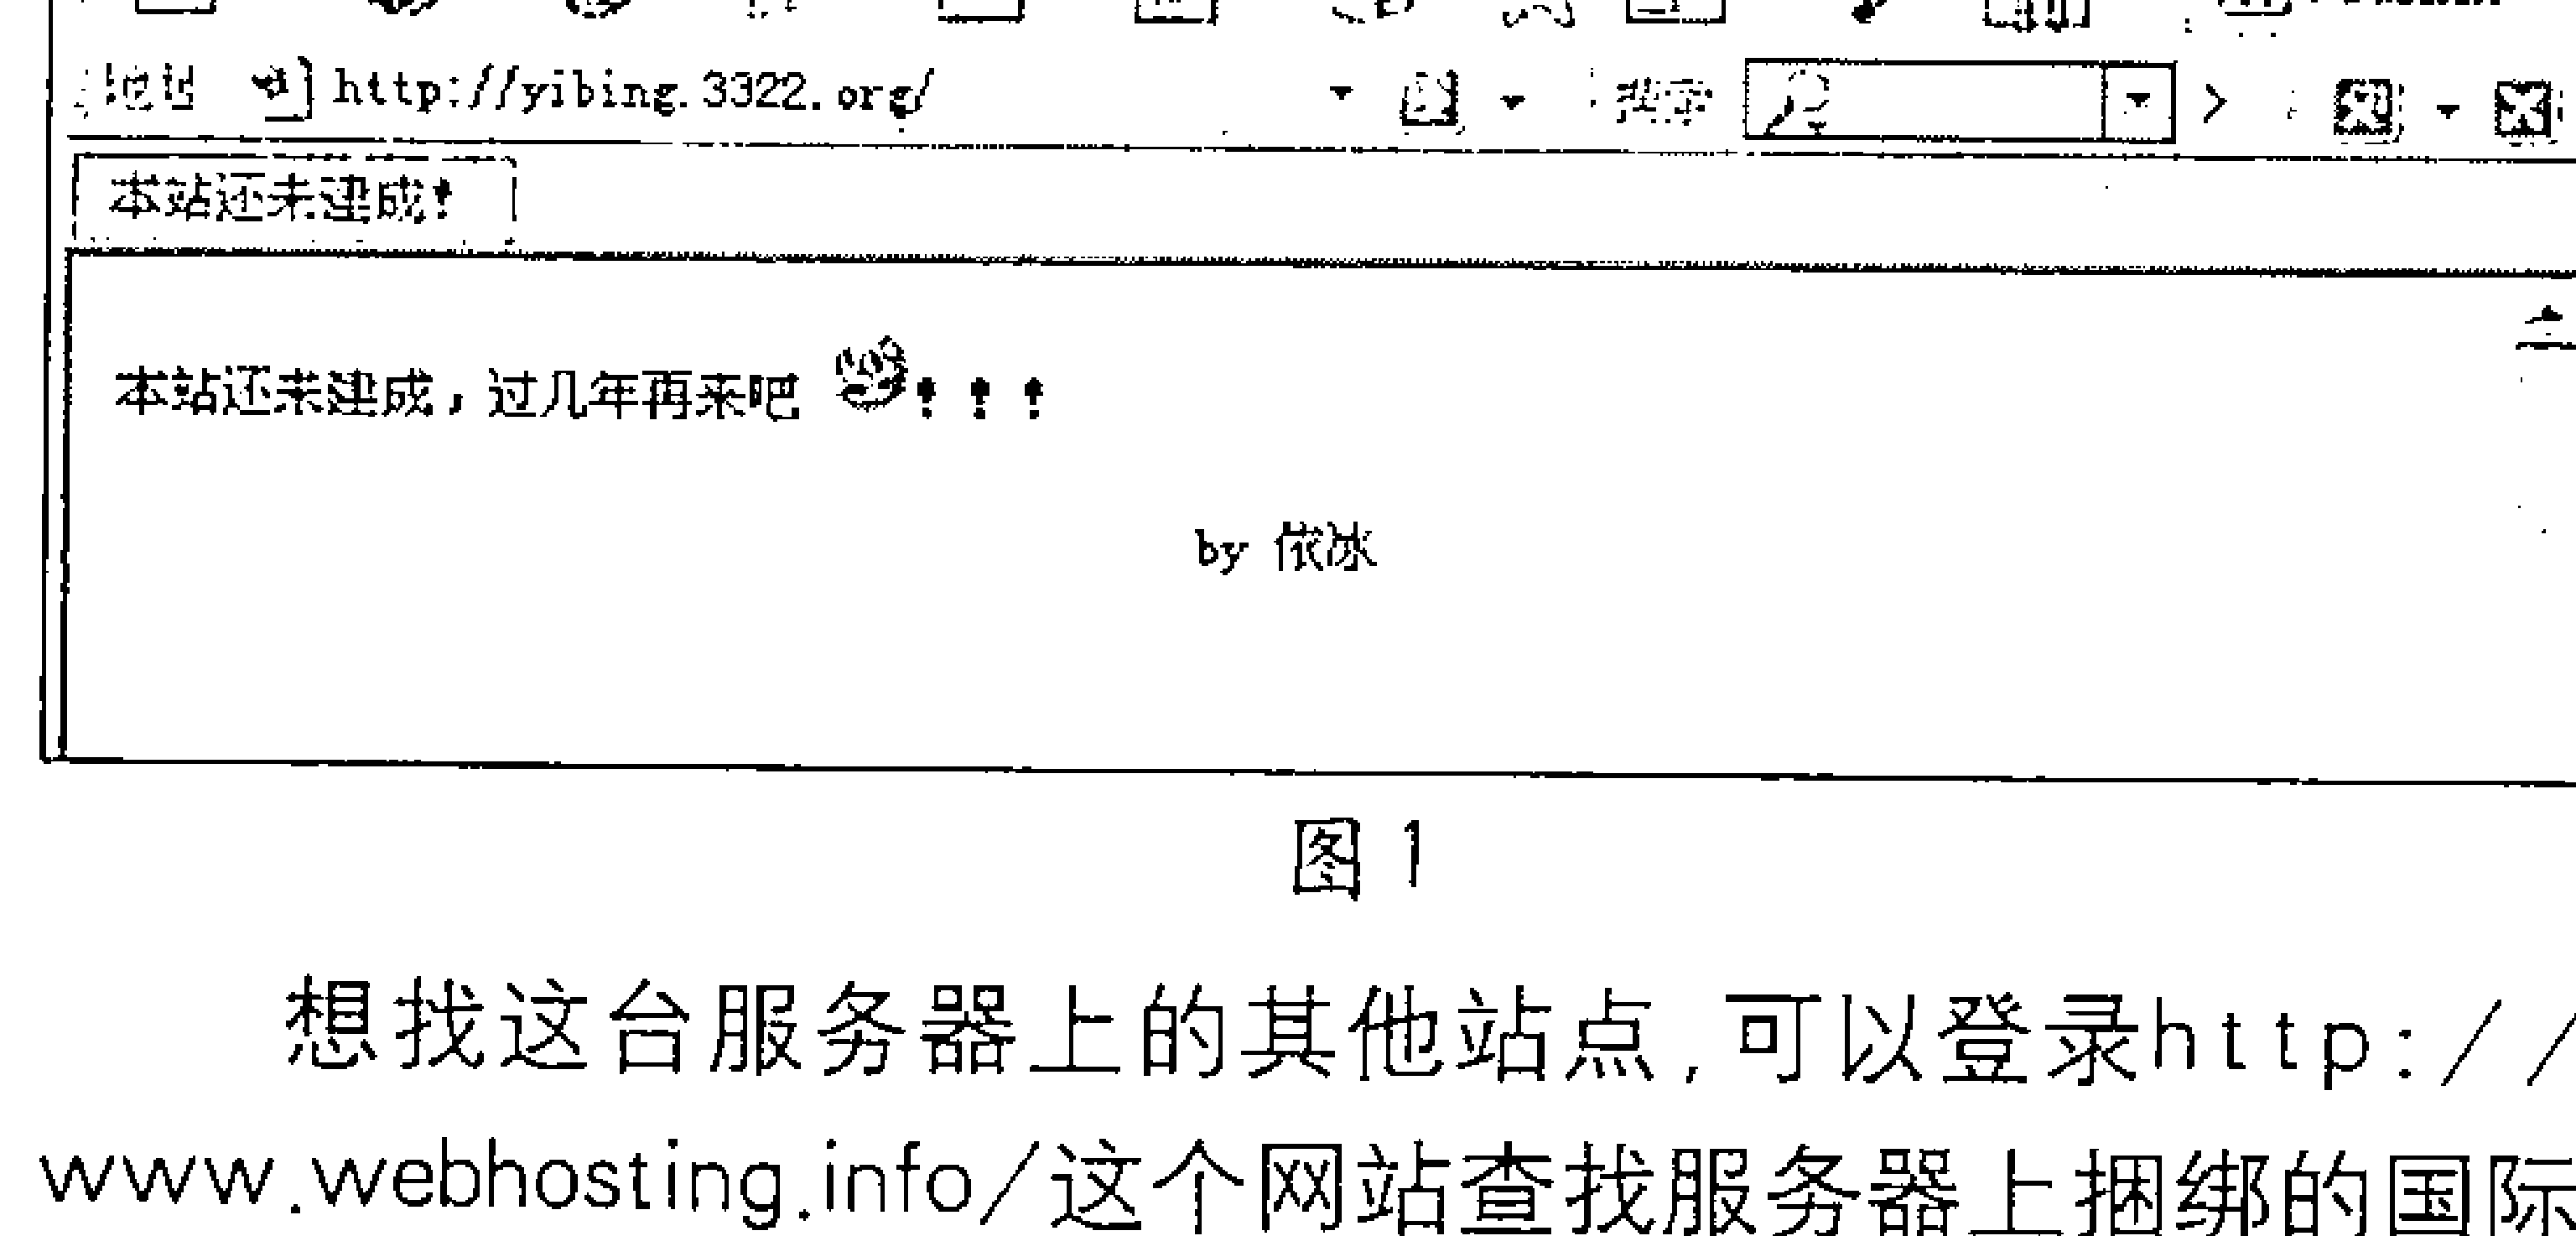 地址 http://yibing.3322.org/
本站还未建成!
本站还未建成，过几年再来吧 !!!
by 依冰
图 1
想找这台服务器上的其他站点,可以登录http://
www.webhosting.info/这个网站查找服务器上捆绑的国际